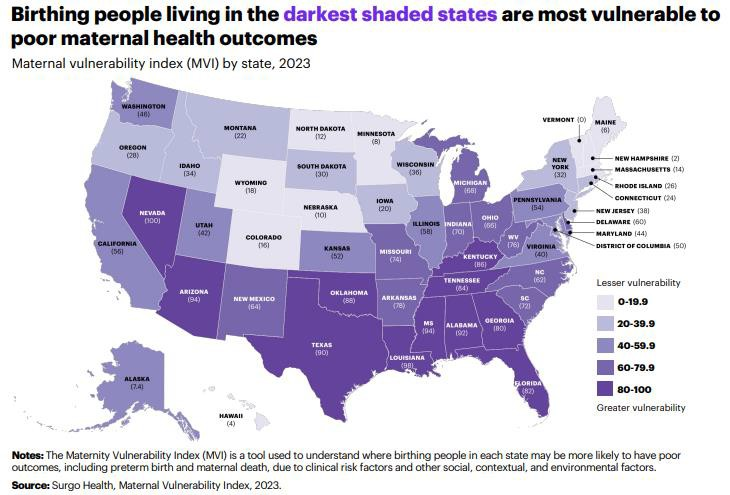 Birthing people living in the darkest shaded states are most vulnerable to
poor maternal health outcomes
Maternal vulnerability index (MVI) by state, 2023
WASHINGTON
(46)
OREGON
(28)
IDAHO
(34)
MONTANA
(22)
NORTH DAKOTA
(12)
MINNESOTA
(8)
SOUTH DAKOTA
(30)
WYOMING
(18)
NEBRASKA
(10)
IOWA
(20)
WISCONSIN
(36)
MICHIGAN
(68)
VERMONT (0)
MAINE
(6)
NEW
YORK
(32)
NEW HAMPSHIRE (2)
MASSACHUSETTS (14)
RHODE ISLAND (26)
CONNECTICUT (24)
NEW JERSEY (38)
DELAWARE (60)
MARYLAND (44)
DISTRICT OF COLUMBIA (50)
PENNSYLVANIA
(54)
OHIO
(66)
INDIANA
(70)
ILLINOIS
(58)
NEVADA
(100)
UTAH
(42)
COLORADO
(16)
KANSAS
(52)
MISSOURI
(74)
KENTUCKY
(86)
WV
(76)
VIRGINIA
(40)
CALIFORNIA
(56)
ARIZONA
(94)
NEW MEXICO
(64)
OKLAHOMA
(88)
ARKANSAS
(78)
TENNESSEE
(84)
NC
(62)
SC
(72)
TEXAS
(90)
LOUISIANA
(98)
MS
(94)
ALABAMA
(92)
GEORGIA
(80)
FLORIDA
(82)
ALASKA
(7.4)
HAWAII
(4)
Lesser vulnerability
0-19.9
20-39.9
40-59.9
60-79.9
80-100
Greater vulnerability
Notes: The Maternity Vulnerability Index (MVI) is a tool used to understand where birthing people in each state may be more likely to have poor
outcomes, including preterm birth and maternal death, due to clinical risk factors and other social, contextual, and environmental factors.
Source: Surgo Health, Maternal Vulnerability Index, 2023.